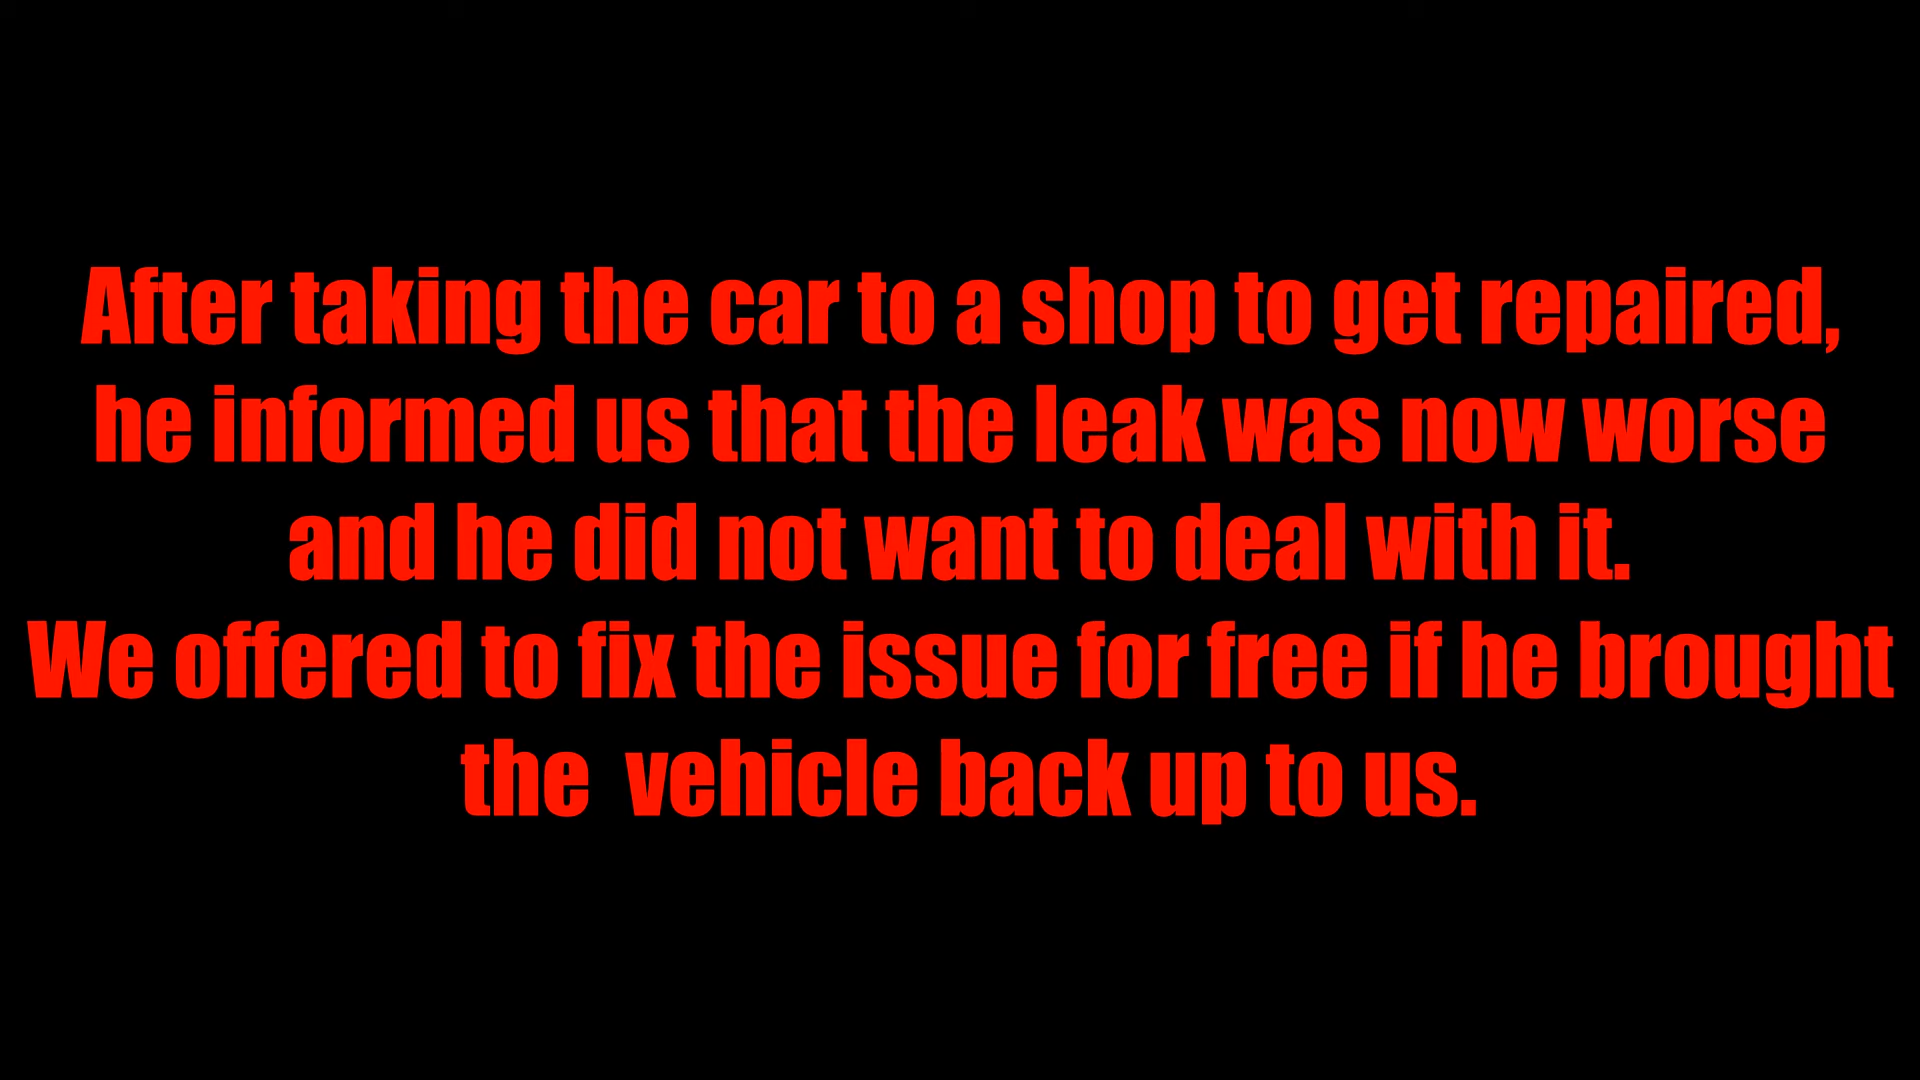 After taking the car to a shop to get repaired,
he informed us that the leak was now worse
and he did not want to deal with it.
We offered to fix the issue for free if he brought
the  vehicle back up to us.